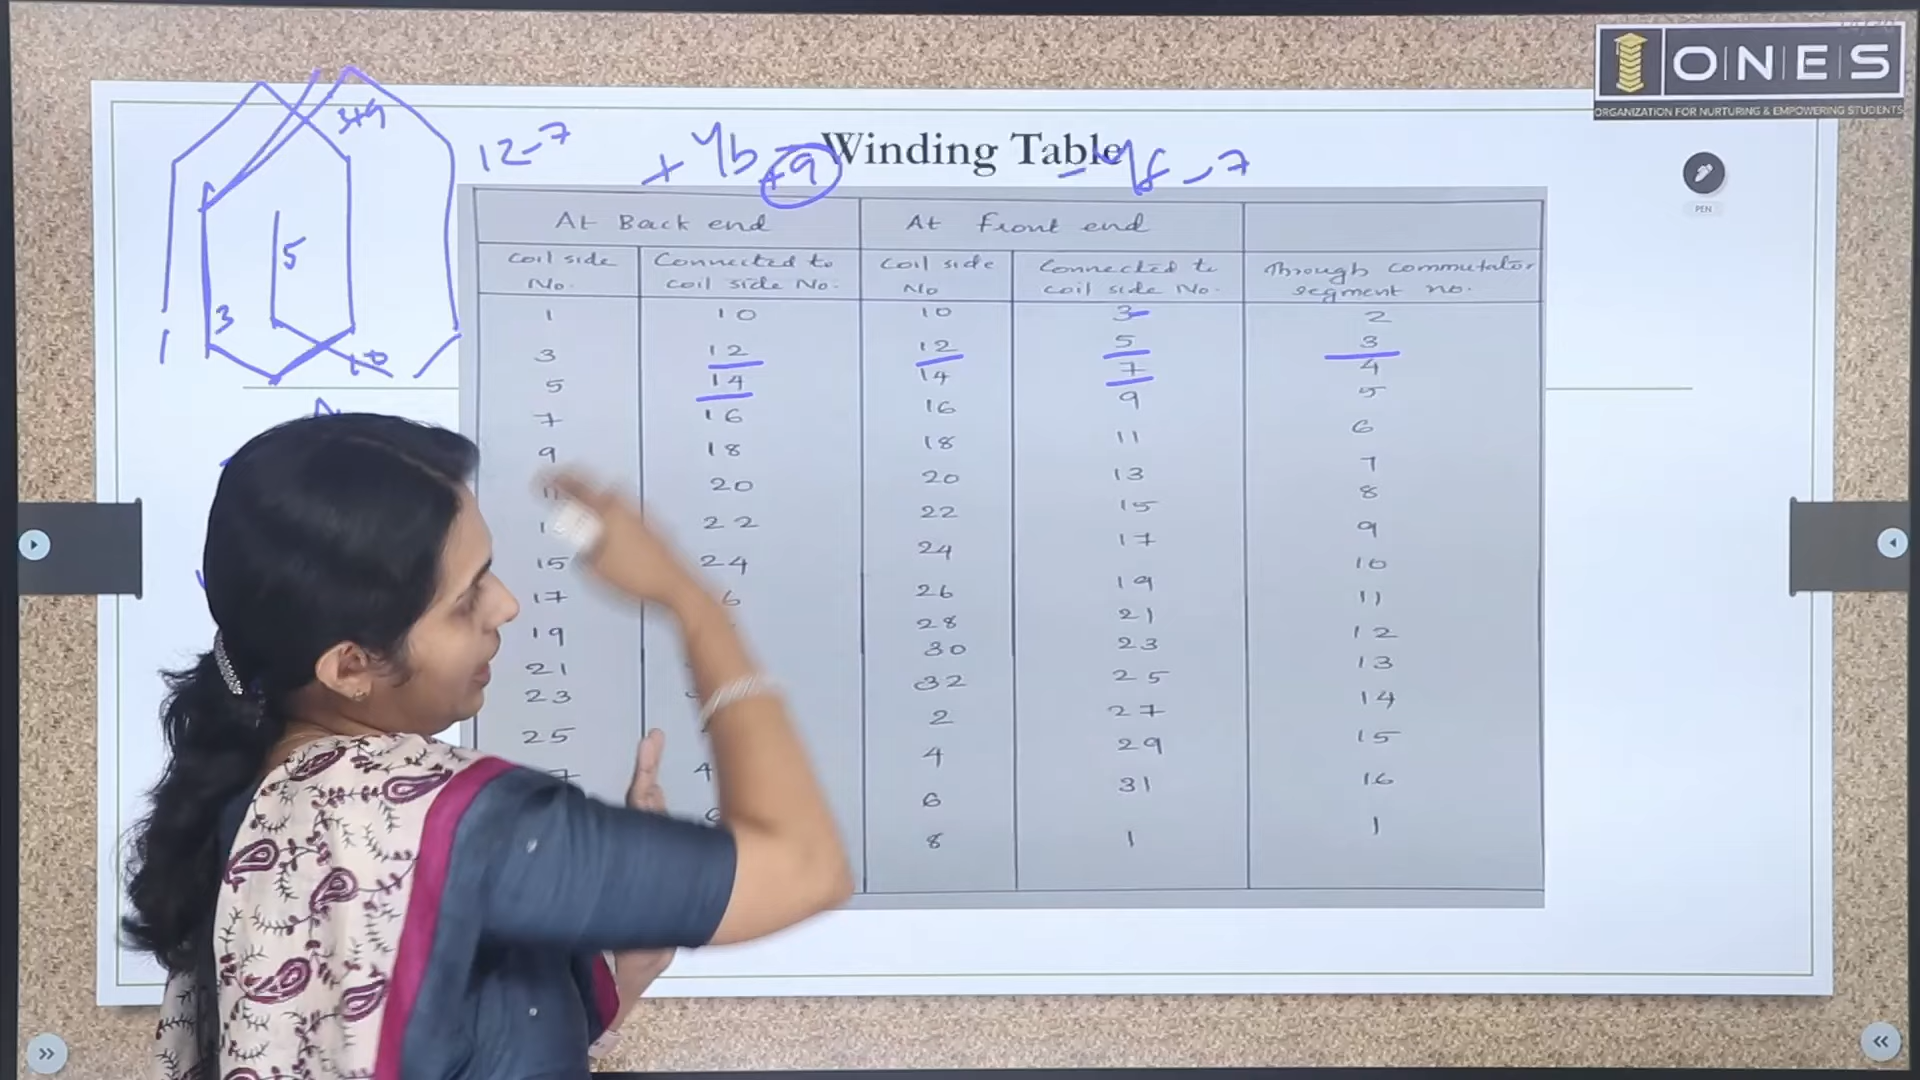 ONES
ORGANIZATION FOR NURTURING & EMPOWERING STUDENTS
Winding Table
12-7
+ Yb +9
- Yf -7
3+9
5
3
1
10
PEN
At Back end At Front end
Coil side No. Connected to coil side No. Coil side No Connected to coil side No. Through commutator segment no.
1 10 10 3 2
3 12 12 5 3
5 14 14 7 4
7 16 16 9 5
9 18 18 11 6
11 20 20 13 7
22 22 15 8
15 24 24 17 9
17 26 19 10
19 28 21 11
21 30 23 12
23 32 25 13
25 2 27 14
4 4 29 15
6 6 31 16
8 1 1